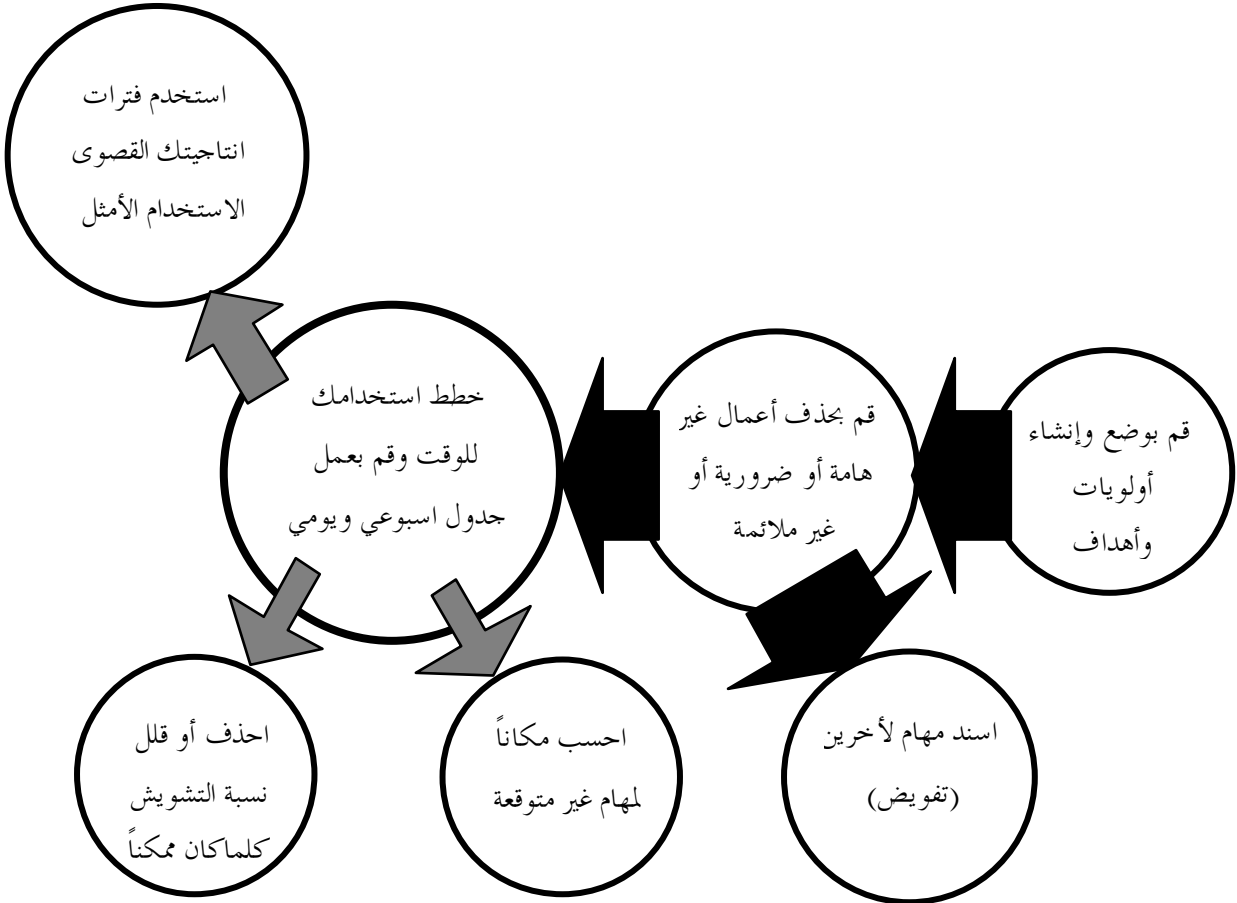 استخدم فترات
انتاجيتك القصوى
الاستخدام الأمثل
قم بوضع وإنشاء
أولويات
وأهداف
قم بحذف أعمال غير
هامة أو ضرورية أو
غير ملائمة
خطط استخدامك
للوقت وقم بعمل
جدول اسبوعي ويومي
اسند مهام لأخرين
(تفويض)
احسب مكاناً
لمهام غير متوقعة
احذف أو قلل
نسبة التشويش
كلماكان ممكناً